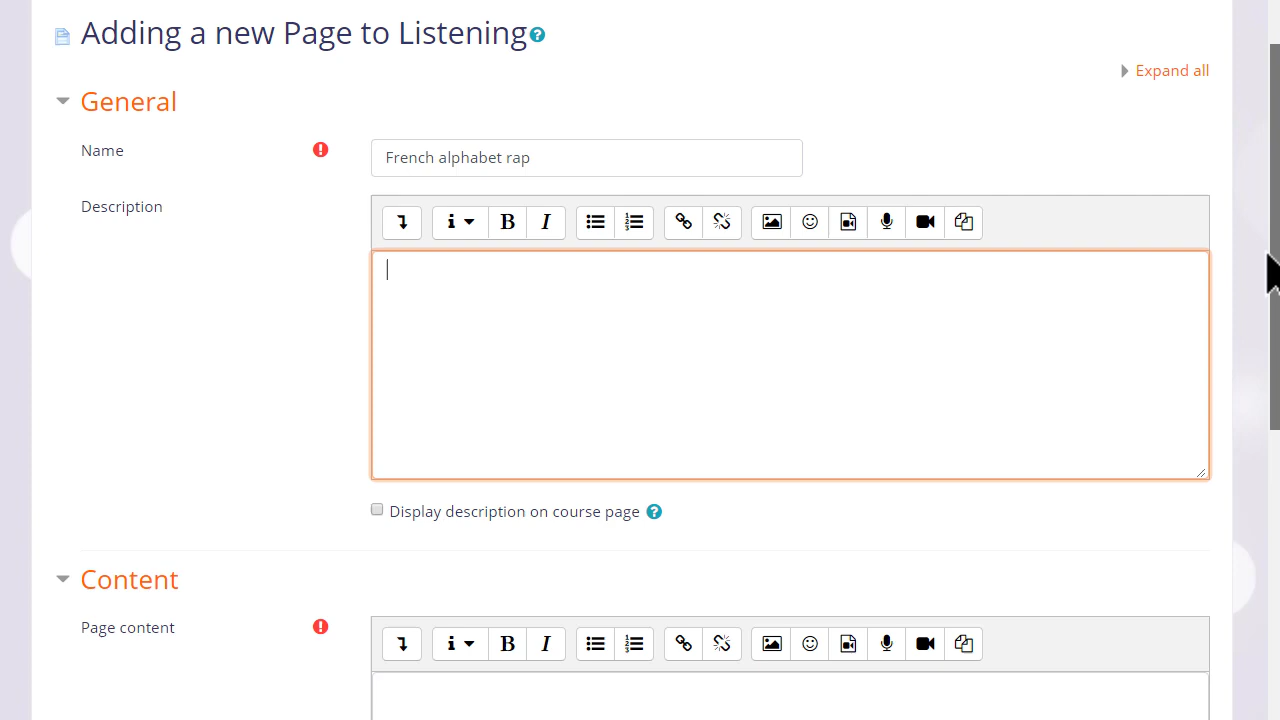 Adding a new Page to Listening
Expand all
General
Name
French alphabet rap
Description
B I
Display description on course page
Content
Page content
B I